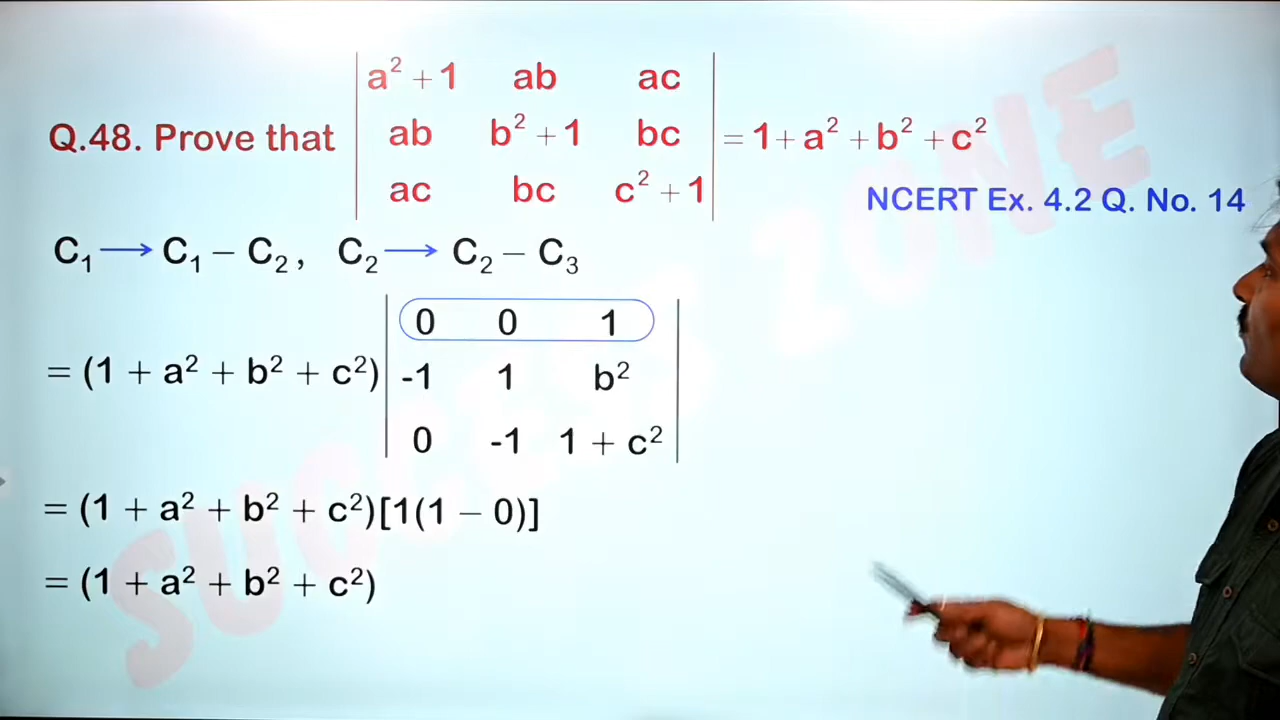 Q.48. Prove that | a² + 1 ab ac | = 1 + a² + b² + c²
| ab b² + 1 bc |
| ac bc c² + 1 |
NCERT Ex. 4.2 Q. No. 14
C₁ ⟶ C₁ – C₂, C₂ ⟶ C₂ – C₃
= (1 + a² + b² + c²) | 0 0 1 |
| -1 1 b² |
| 0 -1 1 + c² |
= (1 + a² + b² + c²)[1(1 – 0)]
= (1 + a² + b² + c²)
SUCCESS ZONE